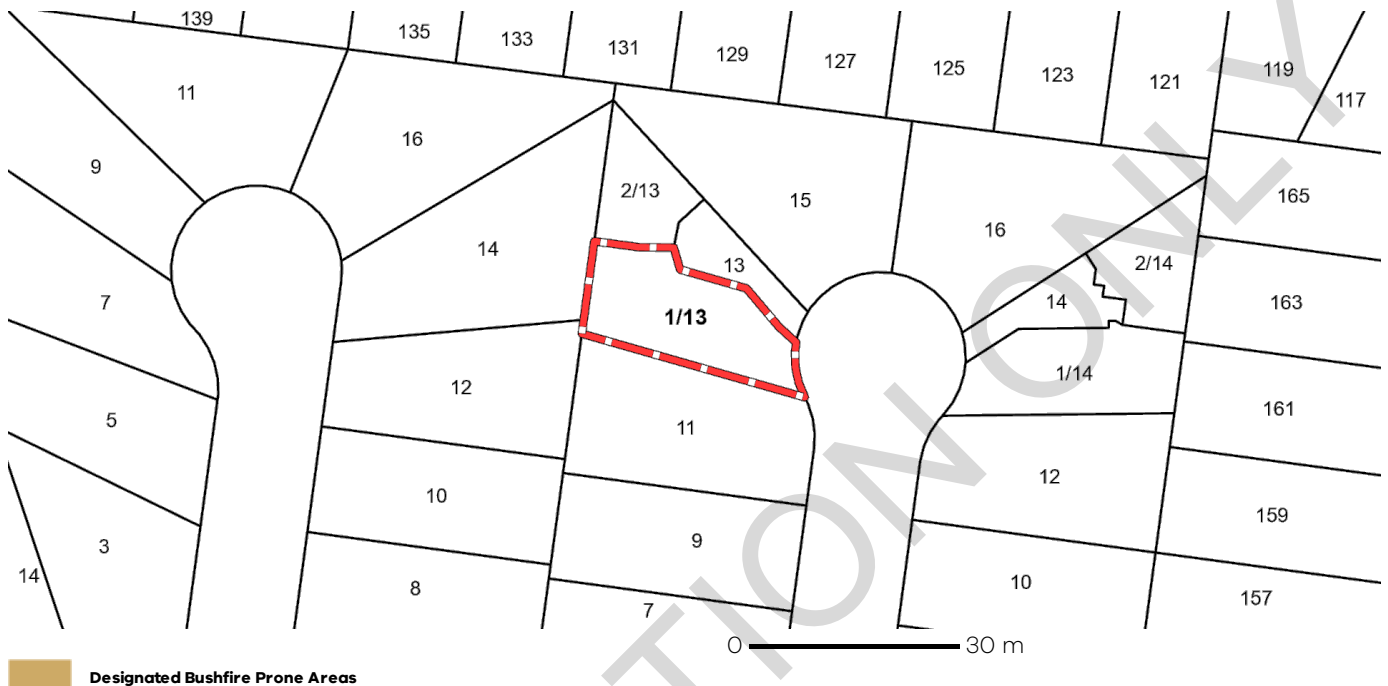 139 135 133 131 129 127 125 123 121 119 117
11 16 15 16 165
9 2/13 14 13 2/14
7 1/13 14 163
12 1/14
5 11 161
10 12
3 9 159
14 8 7 10 157
TION ONLY
0 30 m
Designated Bushfire Prone Areas